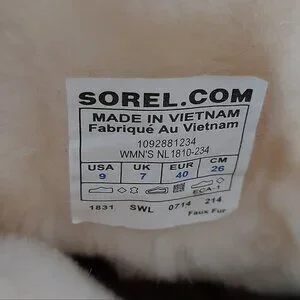 SOREL.COM
MADE IN VIETNAM
Fabriqué Au Vietnam
1092881234
WMN'S NL1810-234
USA UK EUR CM
9 7 40 26
ECA-1
1831 SWL 0714 214
Faux Fur